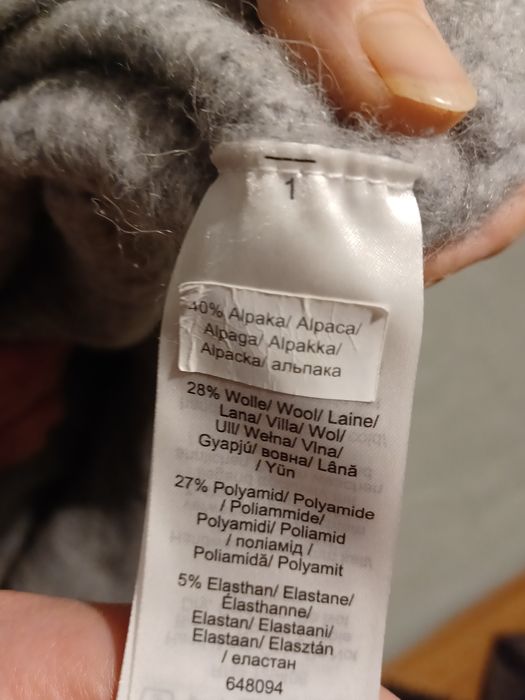 1
40% Alpaka/ Alpaca/
Alpaga/ Alpakka/
Alpacka/ альпака
28% Wolle/ Wool/ Laine/
Lana/ Villa/ Wol/
Ull/ Wełna/ Vlna/
Gyapjú/ вовна/ Lână
/ Yün
27% Polyamid/ Polyamide
/ Poliammide/
Polyamidi/ Poliamid
/ поліамід /
Poliamidă/ Polyamit
5% Elasthan/ Elastane/
Élasthanne/
Elastan/ Elastaani/
Elastaan/ Elasztán/
/ еластан
648094